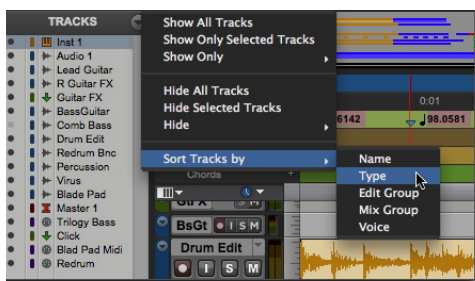 TRACKS
Inst 1
Audio 1
Lead Guitar
R Guitar FX
Guitar FX
BassGuitar
Comb Bass
Drum Edit
Redrum Bnc
Percussion
Virus
Blade Pad
Master 1
Trilogy Bass
Click
Blad Pad Midi
Redrum
Show All Tracks
Show Only Selected Tracks
Show Only
Hide All Tracks
Hide Selected Tracks
Hide
Sort Tracks by
Name
Type
Edit Group
Mix Group
Voice
0:01
6142
98.0581
Chords
+
Gtr X
S M
BsGt
I S M
Drum Edit
I S M